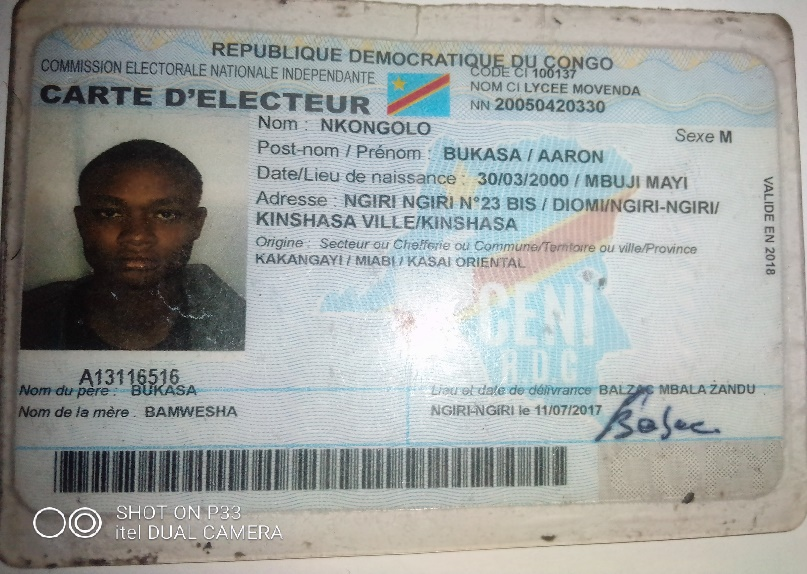 REPUBLIQUE DEMOCRATIQUE DU CONGO
COMMISSION ELECTORALE NATIONALE INDEPENDANTE
CODE CI 100137
NOM CI LYCEE MOVENDA
CARTE D'ELECTEUR
NN 20050420330
Nom : NKONGOLO
Sexe M
Post-nom / Prénom : BUKASA / AARON
Date/Lieu de naissance : 30/03/2000 / MBUJI MAYI
Adresse : NGIRI NGIRI N°23 BIS / DIOMI/NGIRI-NGIRI/
KINSHASA VILLE/KINSHASA
Origine : Secteur ou Chefferie ou Commune/Territoire ou ville/Province
KAKANGAYI / MIABI / KASAI ORIENTAL
VALIDE EN 2018
CENI
RDC
A13116516
Nom du père : BUKASA
Nom de la mère : BAMWESHA
Lieu et date de délivrance BALZAC MBALA ZANDU
NGIRI-NGIRI le 11/07/2017
Balzac
SHOT ON P33
itel DUAL CAMERA